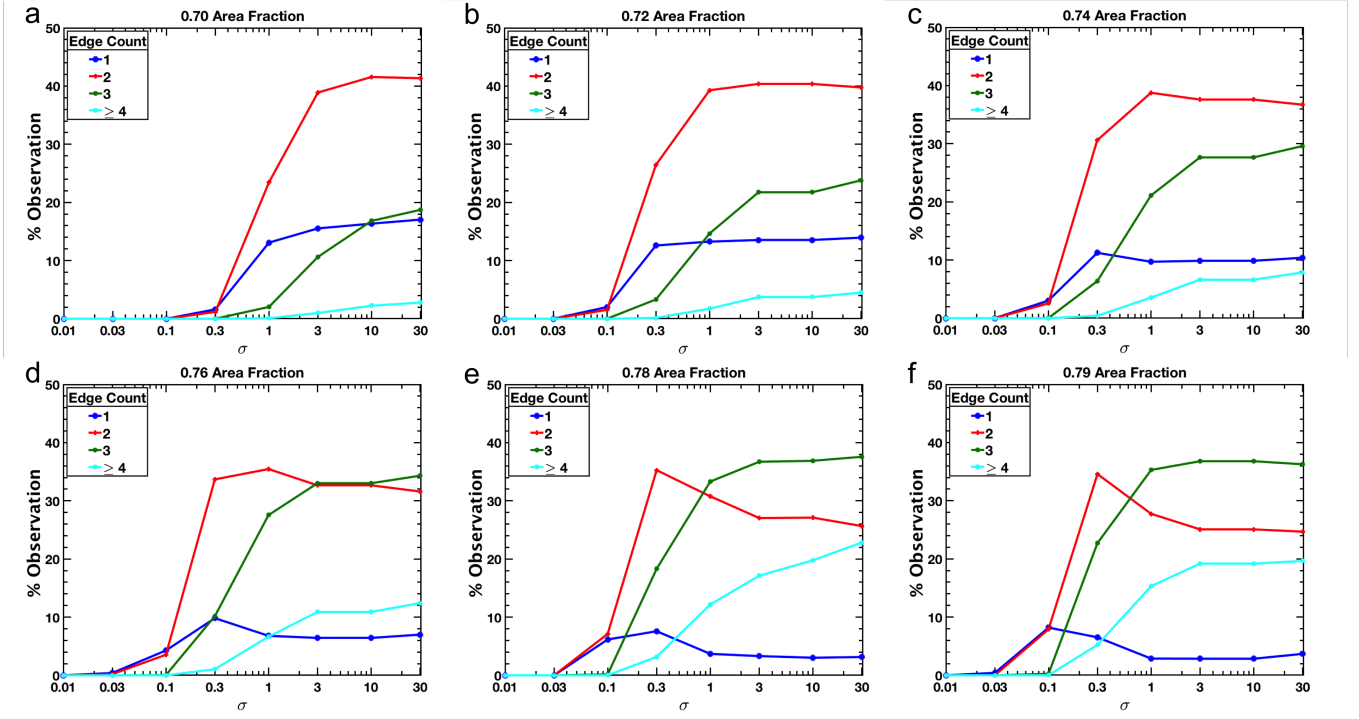 a
0.70 Area Fraction
50
40
30
20
10
0
% Observation
Edge Count
1
2
3
≥ 4
0.01 0.03 0.1 0.3 1 3 10 30
σ
b
0.72 Area Fraction
50
40
30
20
10
0
% Observation
Edge Count
1
2
3
≥ 4
0.01 0.03 0.1 0.3 1 3 10 30
σ
c
0.74 Area Fraction
50
40
30
20
10
0
% Observation
Edge Count
1
2
3
≥ 4
0.01 0.03 0.1 0.3 1 3 10 30
σ
d
0.76 Area Fraction
50
40
30
20
10
0
% Observation
Edge Count
1
2
3
≥ 4
0.01 0.03 0.1 0.3 1 3 10 30
σ
e
0.78 Area Fraction
50
40
30
20
10
0
% Observation
Edge Count
1
2
3
≥ 4
0.01 0.03 0.1 0.3 1 3 10 30
σ
f
0.79 Area Fraction
50
40
30
20
10
0
% Observation
Edge Count
1
2
3
≥ 4
0.01 0.03 0.1 0.3 1 3 10 30
σ